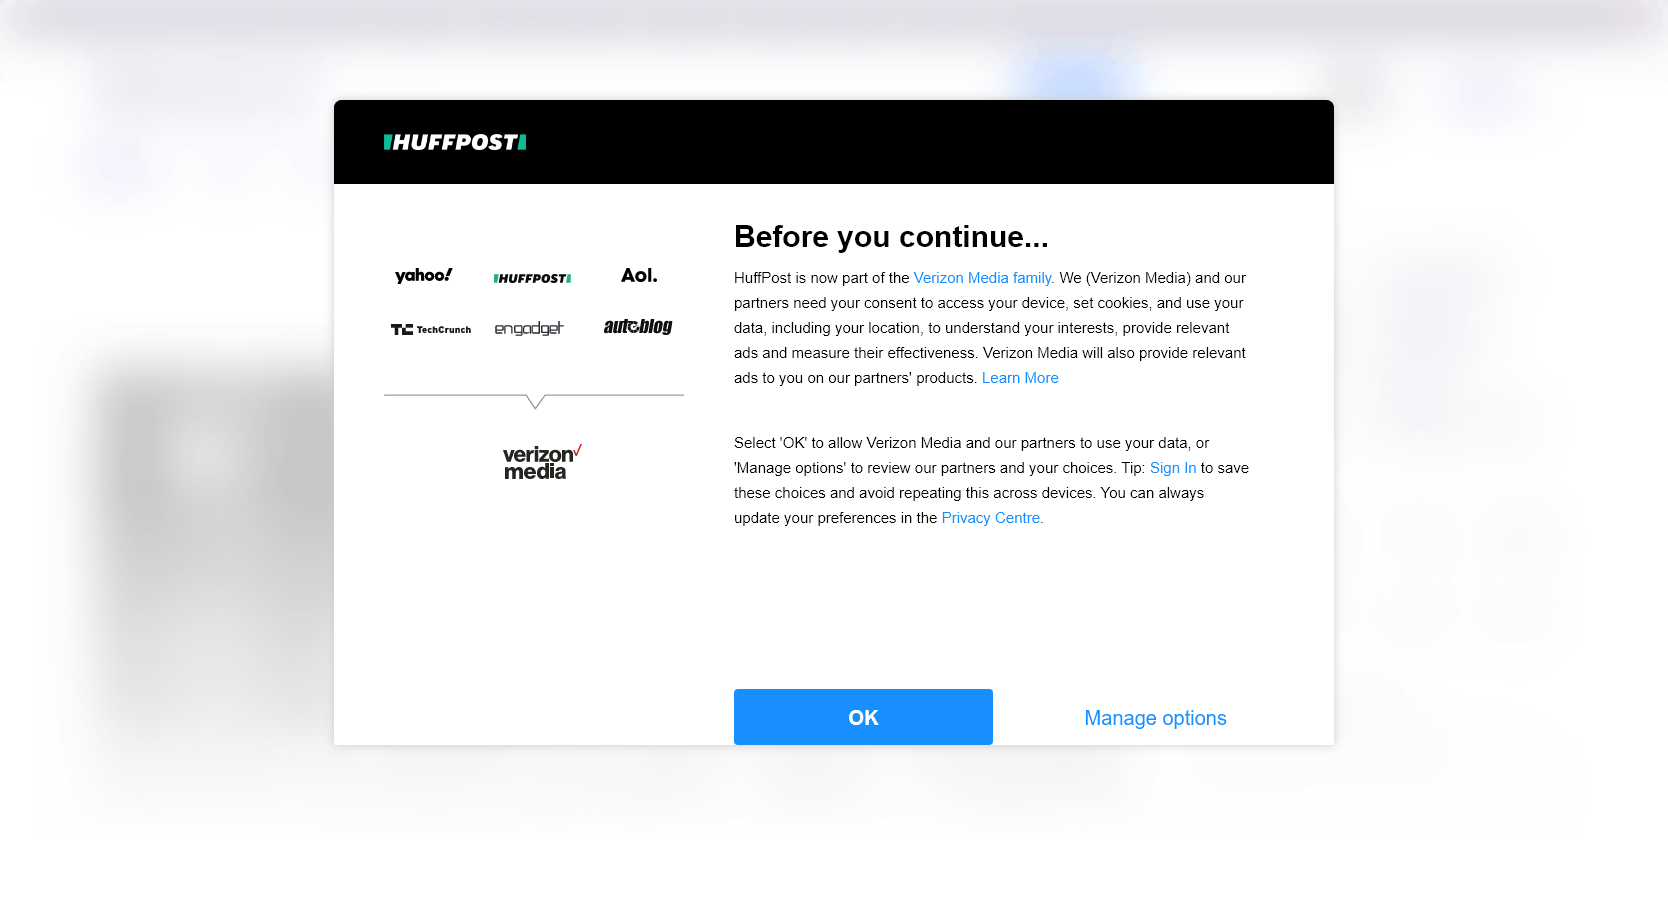 HUFFPOST
yahoo!
HUFFPOST
Aol.
TechCrunch
engadget
autoblog
verizon
media
Before you continue...
HuffPost is now part of the Verizon Media family. We (Verizon Media) and our
partners need your consent to access your device, set cookies, and use your
data, including your location, to understand your interests, provide relevant
ads and measure their effectiveness. Verizon Media will also provide relevant
ads to you on our partners' products. Learn More
Select 'OK' to allow Verizon Media and our partners to use your data, or
'Manage options' to review our partners and your choices. Tip: Sign In to save
these choices and avoid repeating this across devices. You can always
update your preferences in the Privacy Centre.
OK
Manage options